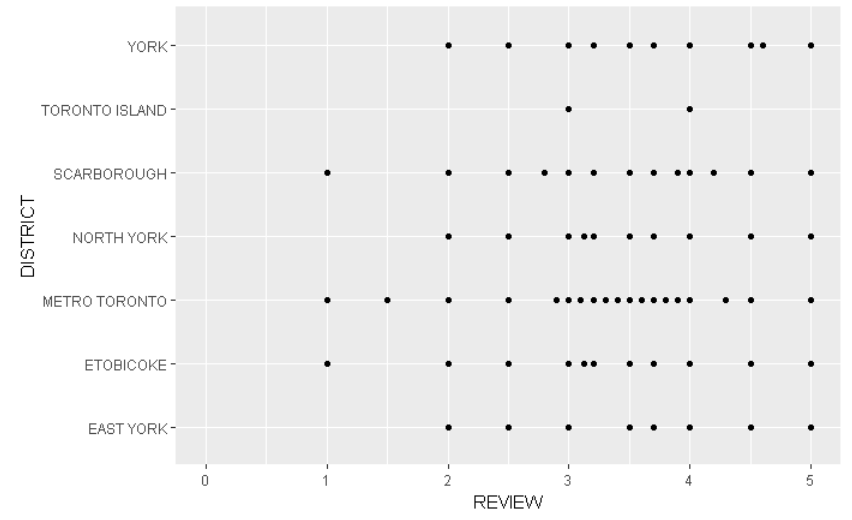 YORK
TORONTO ISLAND
SCARBOROUGH
NORTH YORK
METRO TORONTO
ETOBICOKE
EAST YORK
DISTRICT
0 1 2 3 4 5
REVIEW